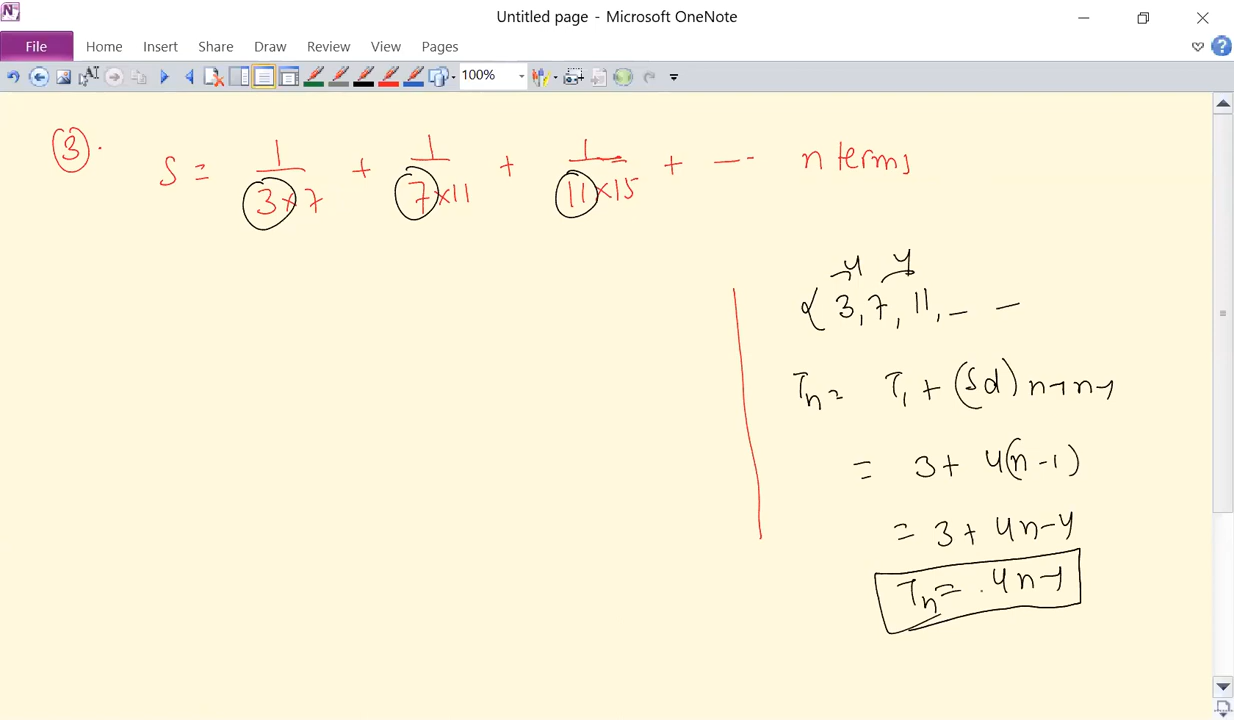 Untitled page - Microsoft OneNote
File Home Insert Share Draw Review View Pages
100%
3.
S = 1/(3×7) + 1/(7×11) + 1/(11×15) + --- n terms
4 4
3, 7, 11, _ _
Tn = T1 + (Sd) n→n-1
= 3 + 4(n-1)
= 3 + 4n-4
Tn = 4n-1